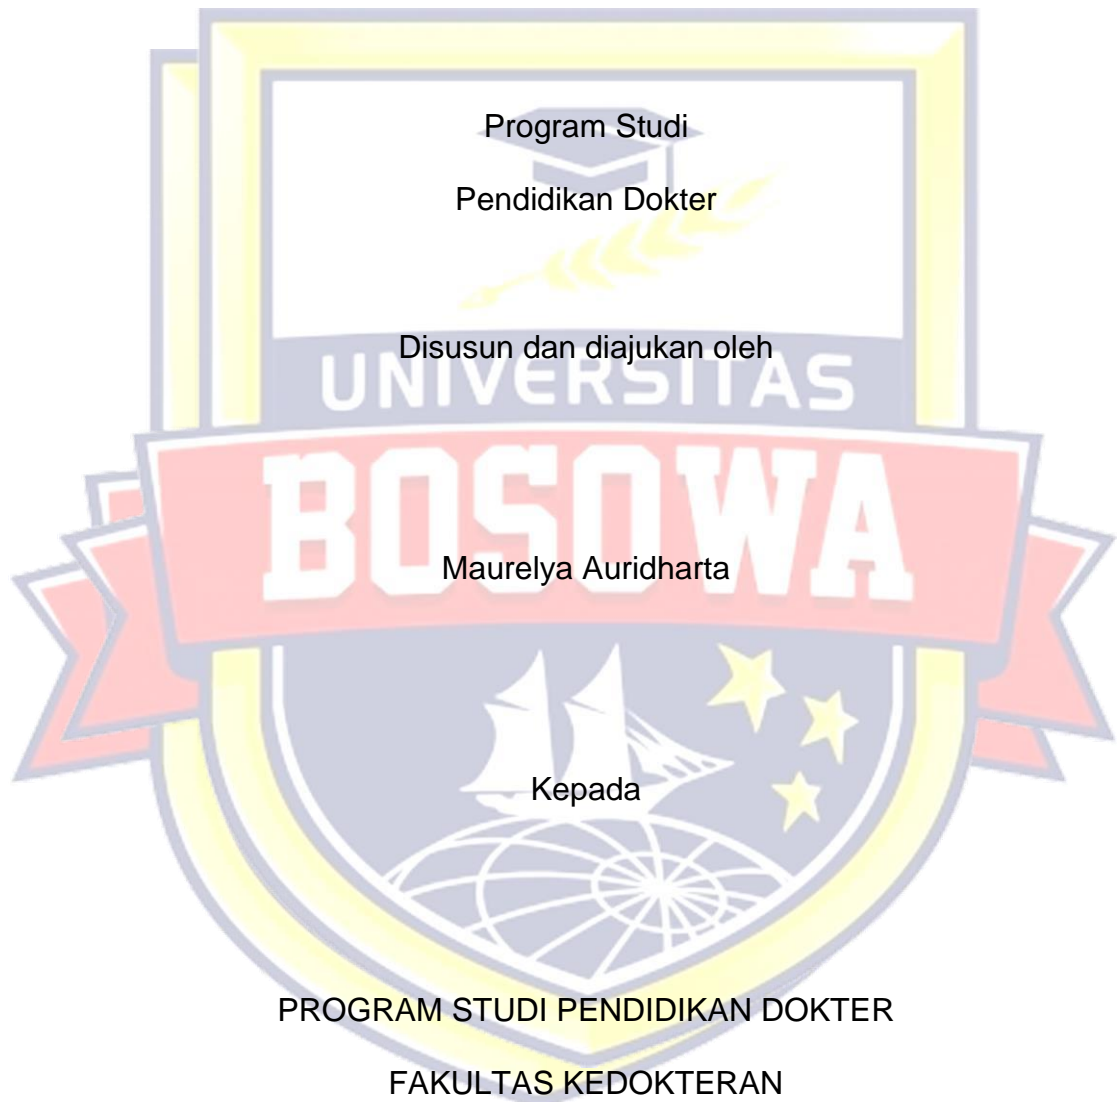 Program Studi
Pendidikan Dokter
Disusun dan diajukan oleh
UNIVERSITAS
BOSOWA
Maurelya Auridharta
Kepada
PROGRAM STUDI PENDIDIKAN DOKTER
FAKULTAS KEDOKTERAN